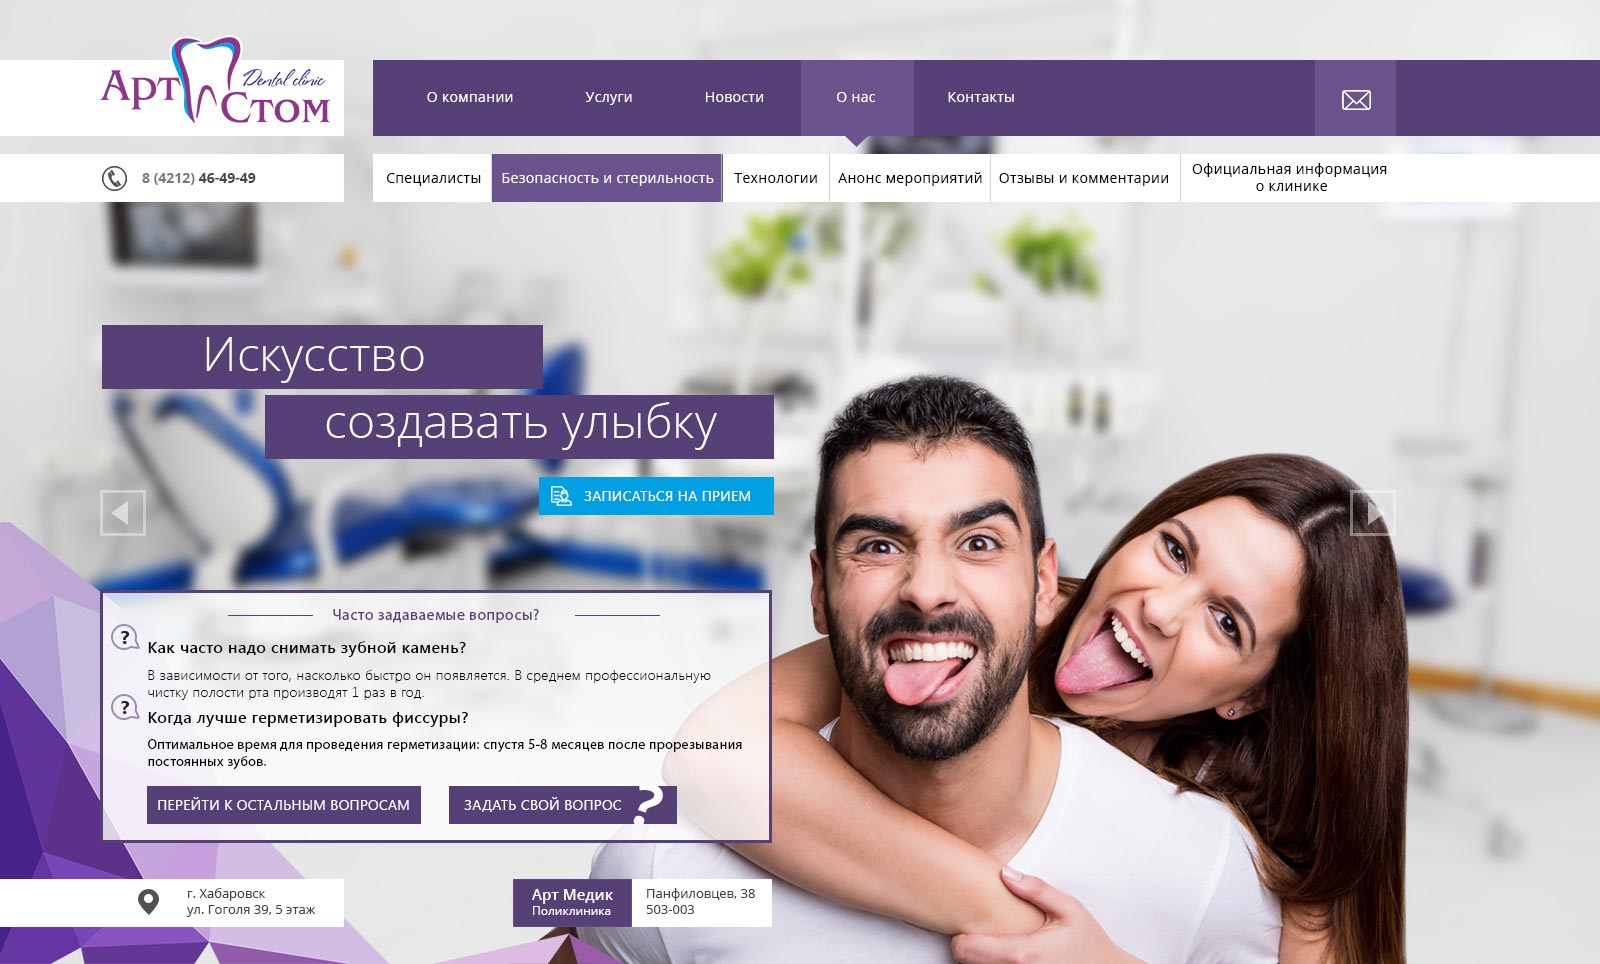 Арт Стом
Dental clinic
О компании
Услуги
Новости
О нас
Контакты
8 (4212) 46-49-49
Специалисты
Безопасность и стерильность
Технологии
Анонс мероприятий
Отзывы и комментарии
Официальная информация
о клинике
Искусство
создавать улыбку
ЗАПИСАТЬСЯ НА ПРИЕМ
Часто задаваемые вопросы?
?
Как часто надо снимать зубной камень?
В зависимости от того, насколько быстро он появляется. В среднем профессиональную
чистку полости рта производят 1 раз в год.
?
Когда лучше герметизировать фиссуры?
Оптимальное время для проведения герметизации: спустя 5-8 месяцев после прорезывания
постоянных зубов.
ПЕРЕЙТИ К ОСТАЛЬНЫМ ВОПРОСАМ
ЗАДАТЬ СВОЙ ВОПРОС ?
г. Хабаровск
ул. Гоголя 39, 5 этаж
Арт Медик
Поликлиника
Панфиловцев, 38
503-003